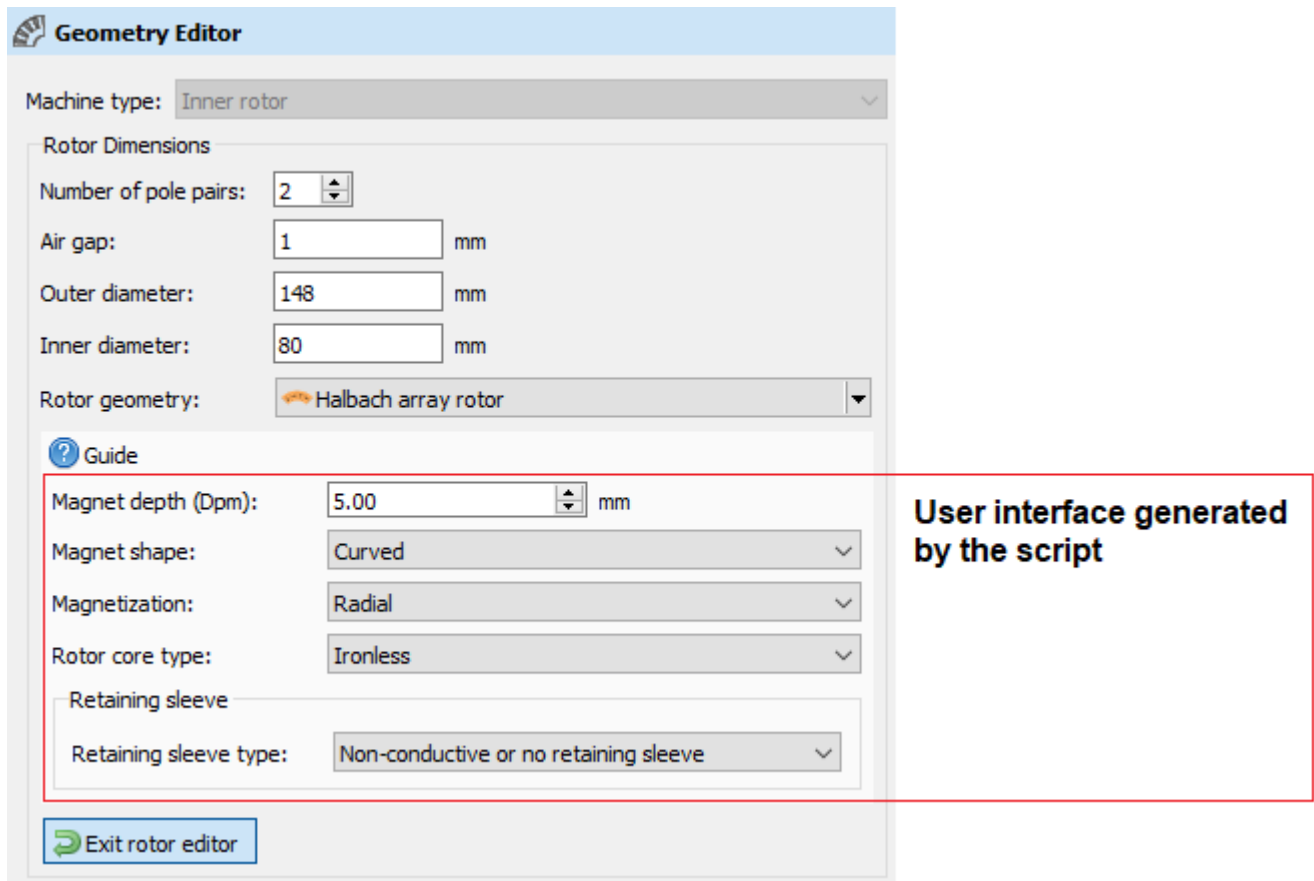 Geometry Editor
Machine type: Inner rotor
Rotor Dimensions
Number of pole pairs: 2
Air gap: 1 mm
Outer diameter: 148 mm
Inner diameter: 80 mm
Rotor geometry: Halbach array rotor
? Guide
Magnet depth (Dpm): 5.00 mm
Magnet shape: Curved
Magnetization: Radial
Rotor core type: Ironless
Retaining sleeve
Retaining sleeve type: Non-conductive or no retaining sleeve
Exit rotor editor
User interface generated
by the script